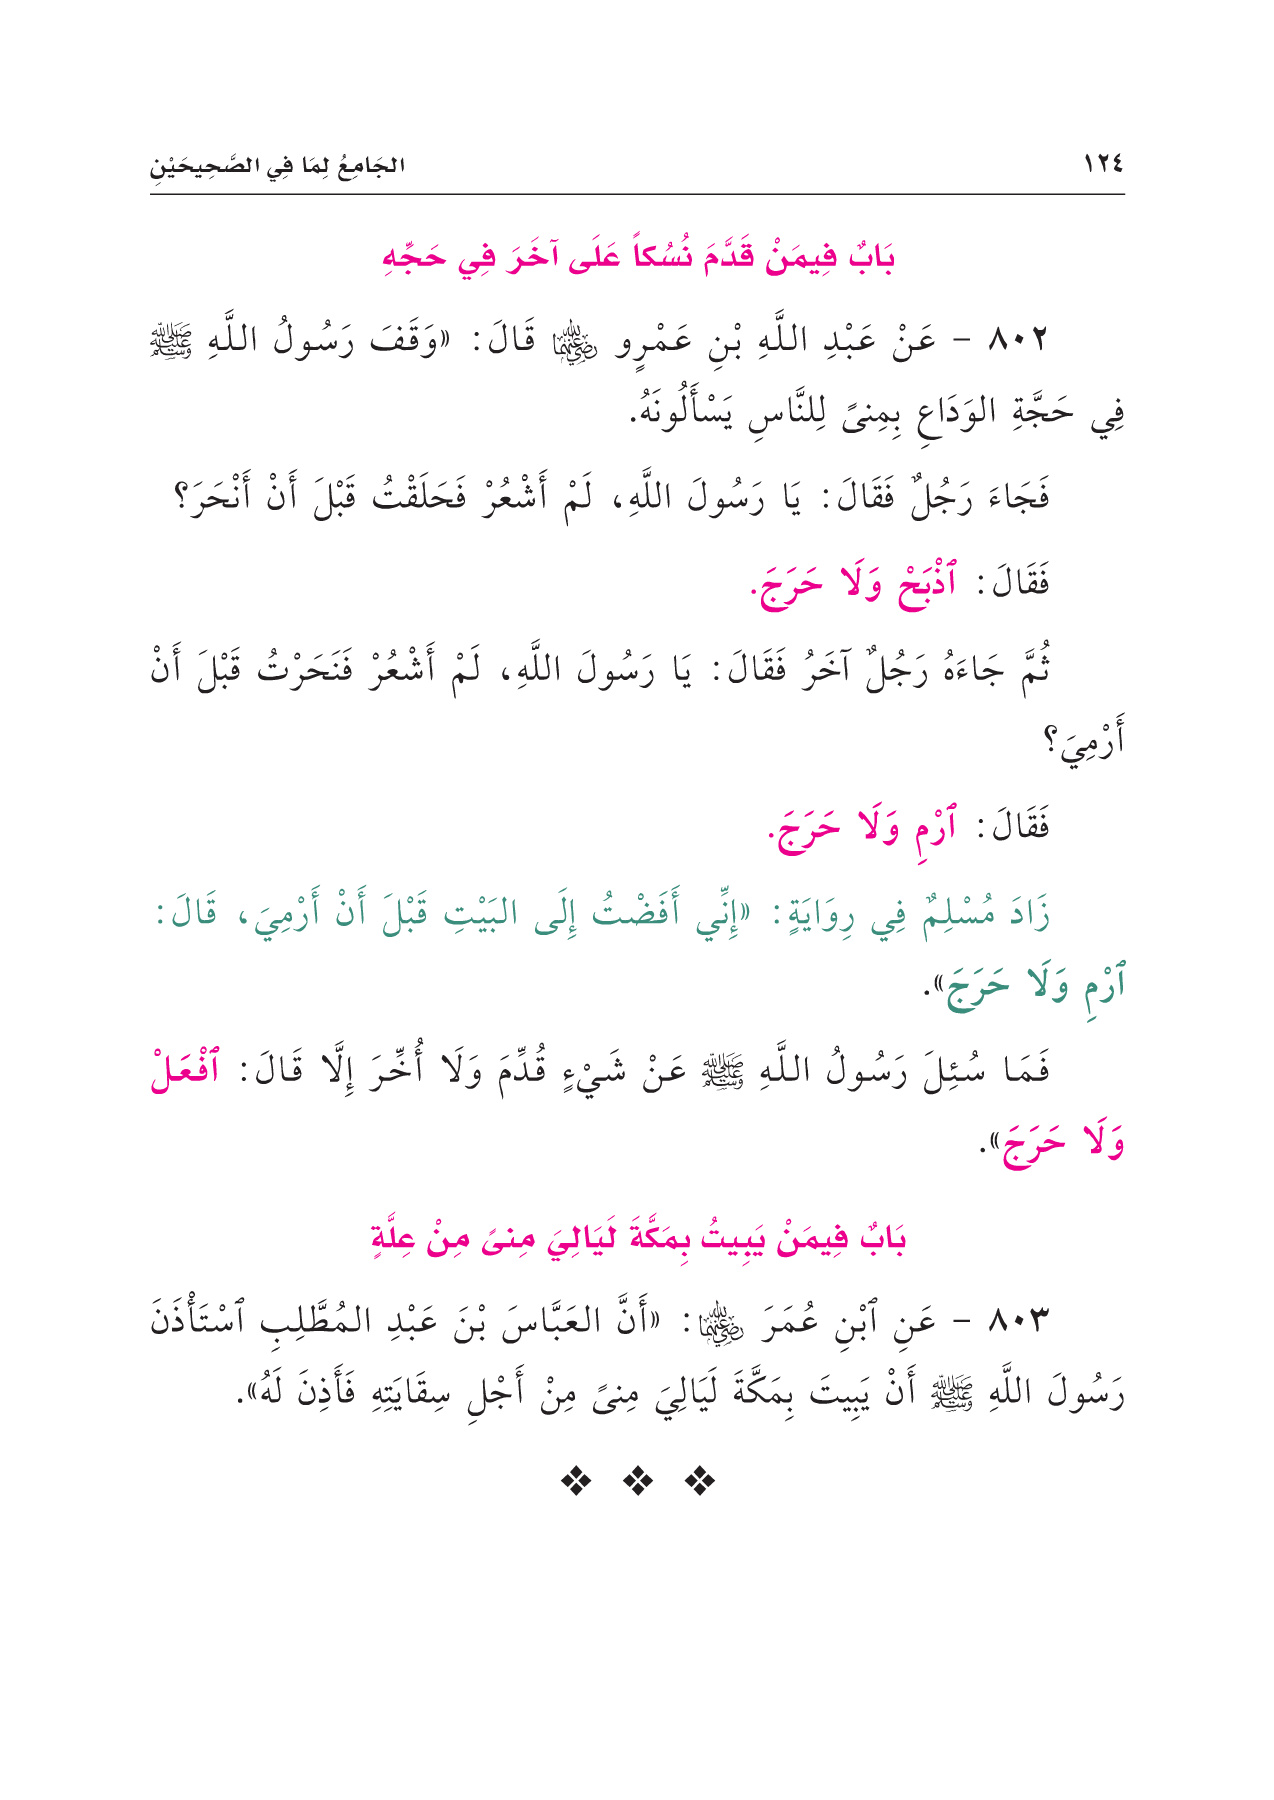 ١٢٤ الجَامِعُ لِمَا فِي الصَّحِيحَيْنِ
بَابٌ فِيمَنْ قَدَّمَ نُسُكاً عَلَى آخَرَ فِي حَجِّهِ
٨٠٢ - عَنْ عَبْدِ اللَّهِ بْنِ عَمْرٍو رضي الله عنهما قَالَ: «وَقَفَ رَسُولُ اللَّهِ ﷺ
فِي حَجَّةِ الوَدَاعِ بِمِنىً لِلنَّاسِ يَسْأَلُونَهُ.
فَجَاءَ رَجُلٌ فَقَالَ: يَا رَسُولَ اللَّهِ، لَمْ أَشْعُرْ فَحَلَقْتُ قَبْلَ أَنْ أَنْحَرَ؟
فَقَالَ: ٱذْبَحْ وَلَا حَرَجَ.
ثُمَّ جَاءَهُ رَجُلٌ آخَرُ فَقَالَ: يَا رَسُولَ اللَّهِ، لَمْ أَشْعُرْ فَنَحَرْتُ قَبْلَ أَنْ
أَرْمِيَ؟
فَقَالَ: ٱرْمِ وَلَا حَرَجَ.
زَادَ مُسْلِمٌ فِي رِوَايَةٍ: «إِنِّي أَفَضْتُ إِلَى البَيْتِ قَبْلَ أَنْ أَرْمِيَ، قَالَ:
ٱرْمِ وَلَا حَرَجَ».
فَمَا سُئِلَ رَسُولُ اللَّهِ ﷺ عَنْ شَيْءٍ قُدِّمَ وَلَا أُخِّرَ إِلَّا قَالَ: ٱفْعَلْ
وَلَا حَرَجَ».
بَابٌ فِيمَنْ يَبِيتُ بِمَكَّةَ لَيَالِيَ مِنىً مِنْ عِلَّةٍ
٨٠٣ - عَنِ ٱبْنِ عُمَرَ رضي الله عنهما: «أَنَّ العَبَّاسَ بْنَ عَبْدِ المُطَّلِبِ ٱسْتَأْذَنَ
رَسُولَ اللَّهِ ﷺ أَنْ يَبِيتَ بِمَكَّةَ لَيَالِيَ مِنىً مِنْ أَجْلِ سِقَايَتِهِ فَأَذِنَ لَهُ».